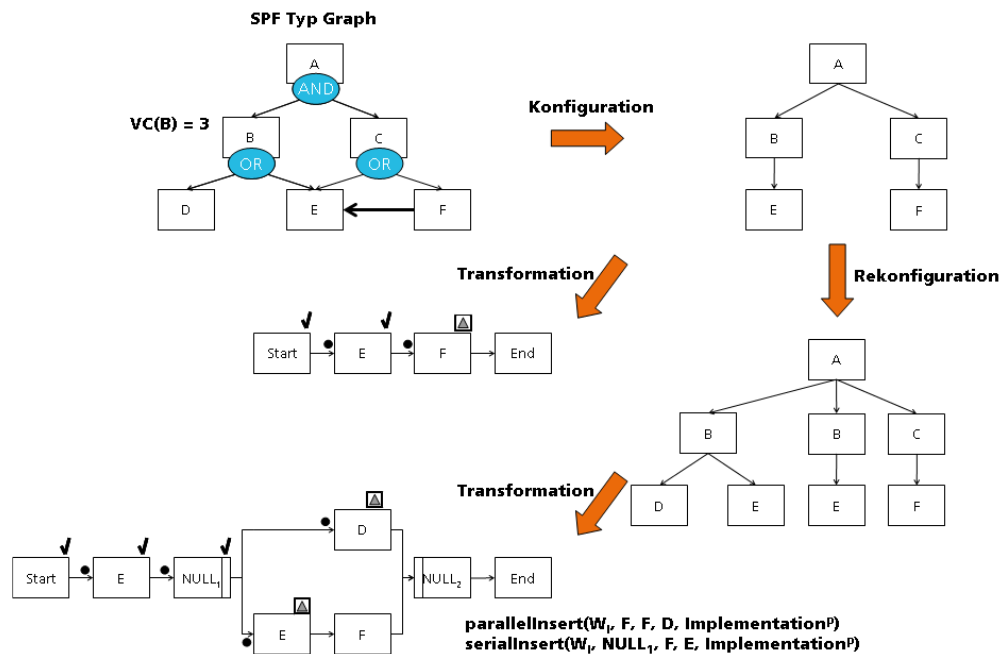 SPF Typ Graph
A
AND
VC(B) = 3
B
C
OR
OR
D
E
F
Konfiguration
A
B
C
E
F
Rekonfiguration
Transformation
Start
E
F
End
A
B
B
C
D
E
E
F
Transformation
D
Start
E
NULL₁
NULL₂
End
E
F
parallelInsert(Wᵢ, F, F, D, Implementationᵖ)
serialInsert(Wᵢ, NULL₁, F, E, Implementationᵖ)